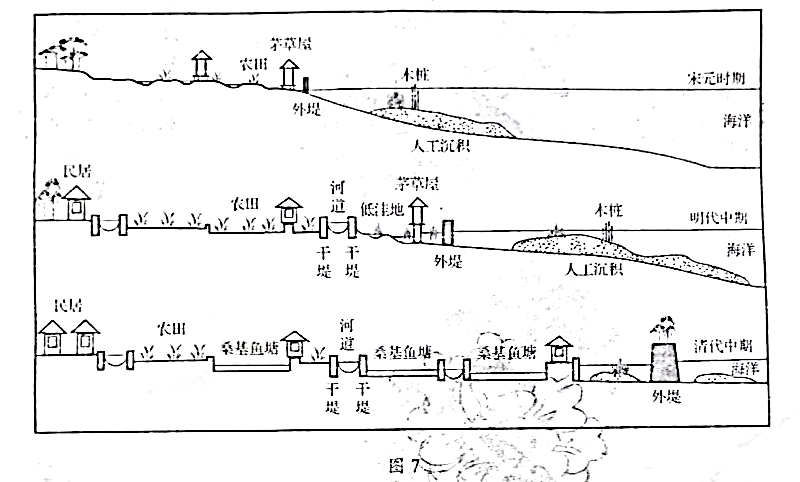 茅草屋
农田
木桩
宋元时期
外堤
海洋
人工沉积
民居
河道
茅草屋
农田
低洼地
木桩
明代中期
干堤
干堤
外堤
人工沉积
海洋
民居
农田
河道
桑基鱼塘
桑基鱼塘
桑基鱼塘
清代中期
海洋
干堤
干堤
外堤
图 7